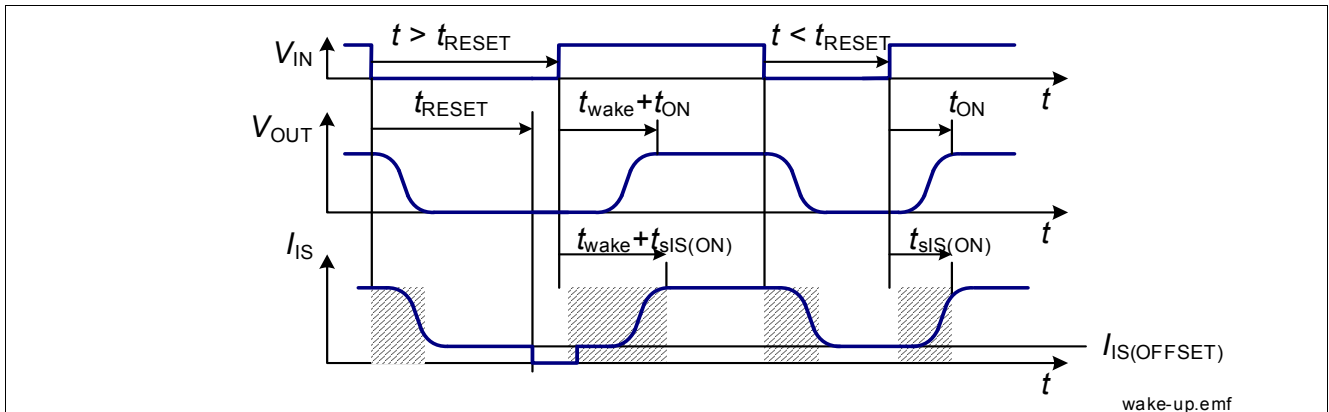 V_IN
t > t_RESET
t < t_RESET
t
V_OUT
t_RESET
t_wake+t_ON
t_ON
t
I_IS
t_wake+t_sIS(ON)
t_sIS(ON)
I_IS(OFFSET)
t
wake-up.emf